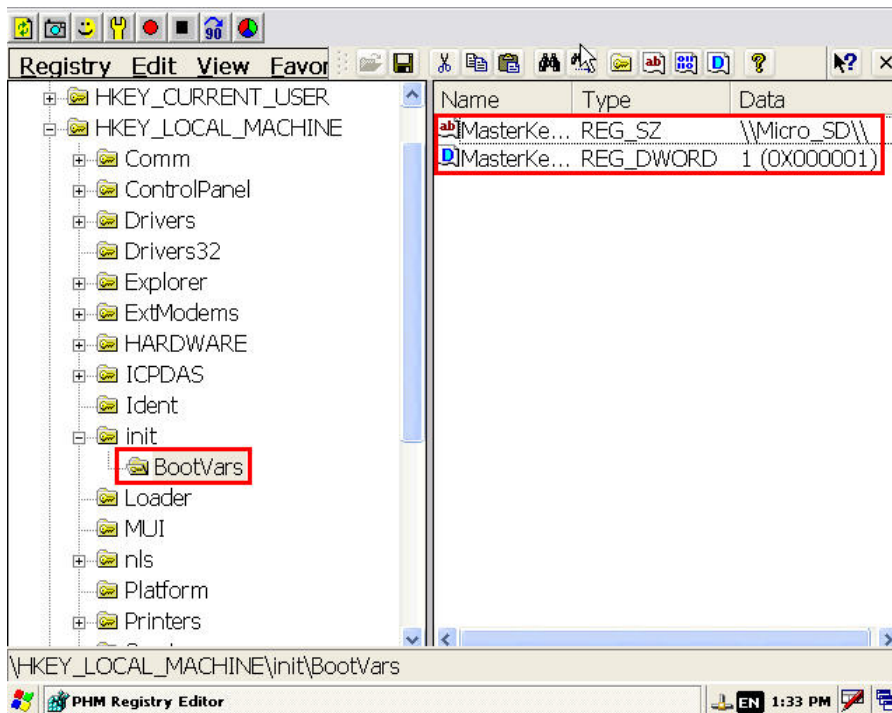 Registry Edit View Favor
HKEY_CURRENT_USER
HKEY_LOCAL_MACHINE
Comm
ControlPanel
Drivers
Drivers32
Explorer
ExtModems
HARDWARE
ICPDAS
Ident
init
BootVars
Loader
MUI
nls
Platform
Printers
Name Type Data
MasterKe... REG_SZ \\Micro_SD\\
MasterKe... REG_DWORD 1 (0X000001)
\HKEY_LOCAL_MACHINE\init\BootVars
PHM Registry Editor EN 1:33 PM